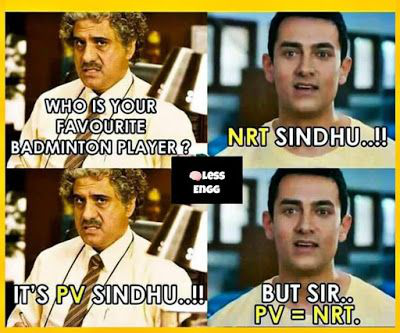 WHO IS YOUR
FAVOURITE
BADMINTON PLAYER ?
NRT SINDHU..!!
LESS
ENGG
IT'S PV SINDHU..!!
BUT SIR..
PV = NRT.